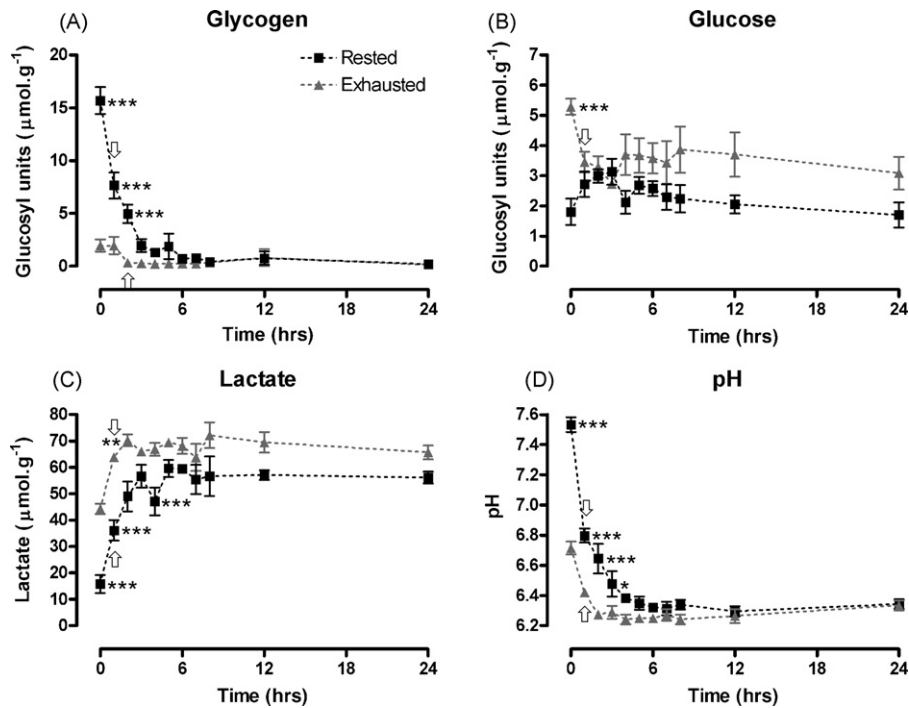 (A) Glycogen
Glucosyl units ( μmol.g⁻¹)
20
15
10
5
0
0 6 12 18 24
Time (hrs)
Rested
Exhausted
***
***
***
(B) Glucose
Glucosyl units ( μmol.g⁻¹)
7
6
5
4
3
2
1
0
0 6 12 18 24
Time (hrs)
***
(C) Lactate
Lactate ( μmol.g⁻¹)
80
70
60
50
40
30
20
10
0
0 6 12 18 24
Time (hrs)
**
***
***
***
(D) pH
pH
7.6
7.4
7.2
7.0
6.8
6.6
6.4
6.2
0 6 12 18 24
Time (hrs)
***
***
***
*